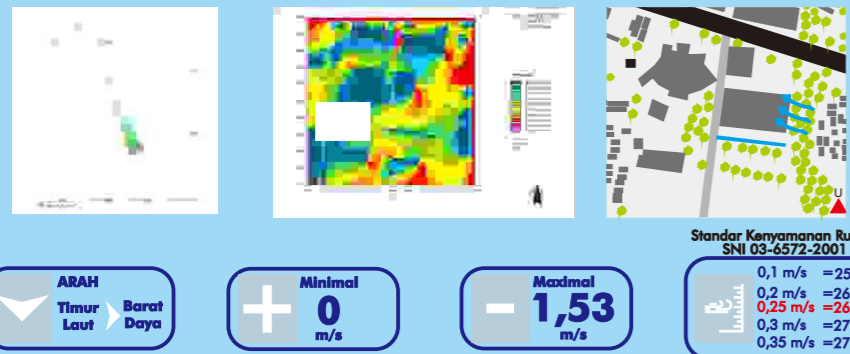 U
Standar Kenyamanan Ru
SNI 03-6572-2001
ARAH
Timur Laut
Barat Daya
Minimal
0
m/s
Maximal
1,53
m/s
0,1 m/s =25
0,2 m/s =26
0,25 m/s =26
0,3 m/s =27
0,35 m/s =27